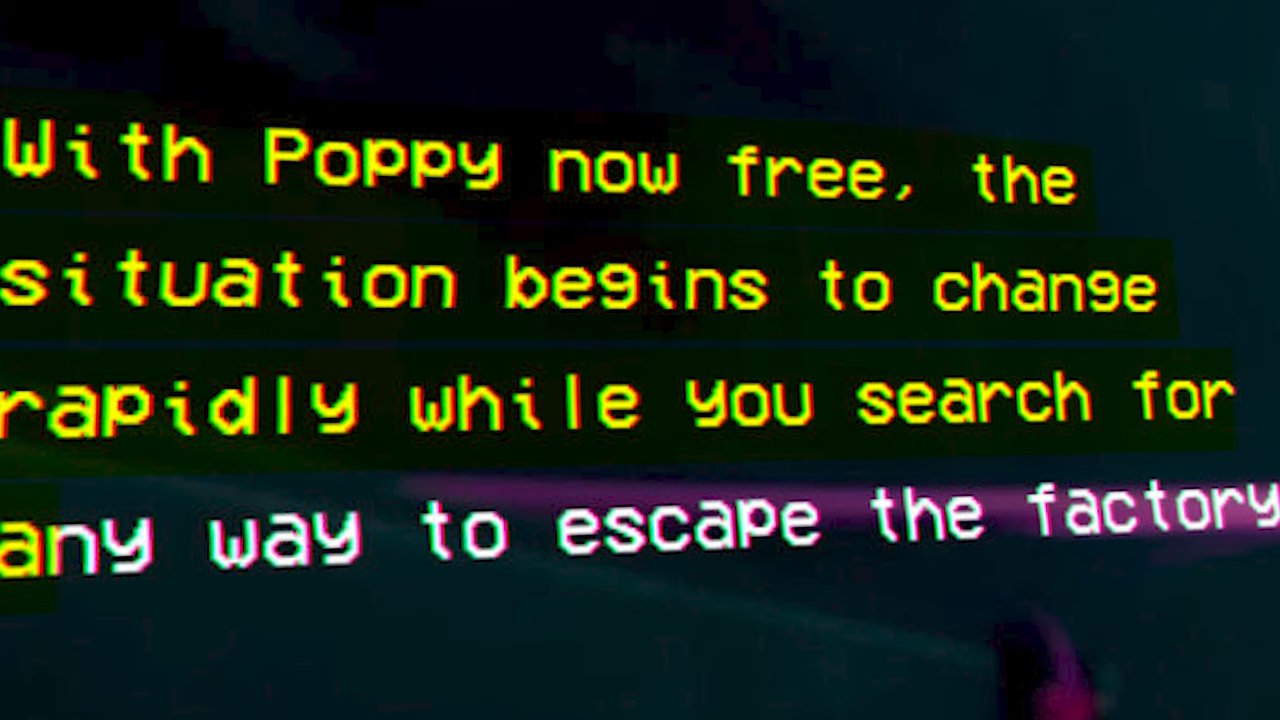 With Poppy now free, the
situation begins to change
rapidly while you search for
any way to escape the factory